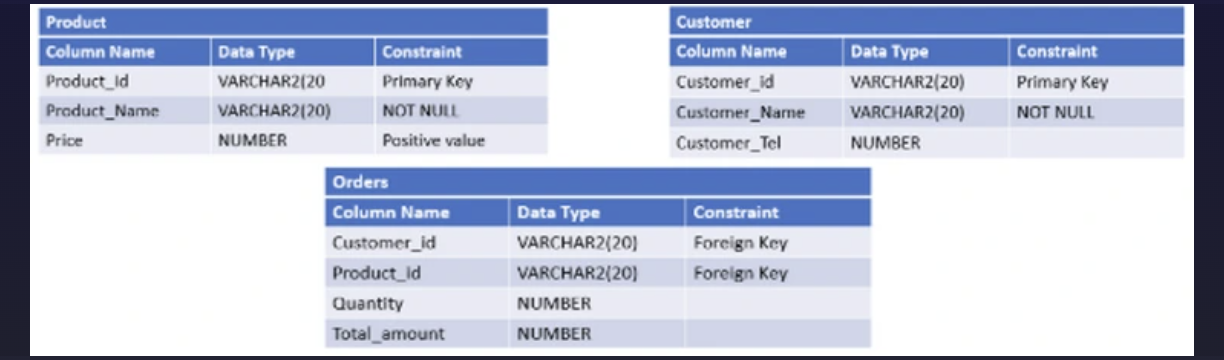 Product
Column Name Data Type Constraint
Product_id VARCHAR2(20 Primary Key
Product_Name VARCHAR2(20) NOT NULL
Price NUMBER Positive value
Customer
Column Name Data Type Constraint
Customer_id VARCHAR2(20) Primary Key
Customer_Name VARCHAR2(20) NOT NULL
Customer_Tel NUMBER
Orders
Column Name Data Type Constraint
Customer_id VARCHAR2(20) Foreign Key
Product_id VARCHAR2(20) Foreign Key
Quantity NUMBER
Total_amount NUMBER